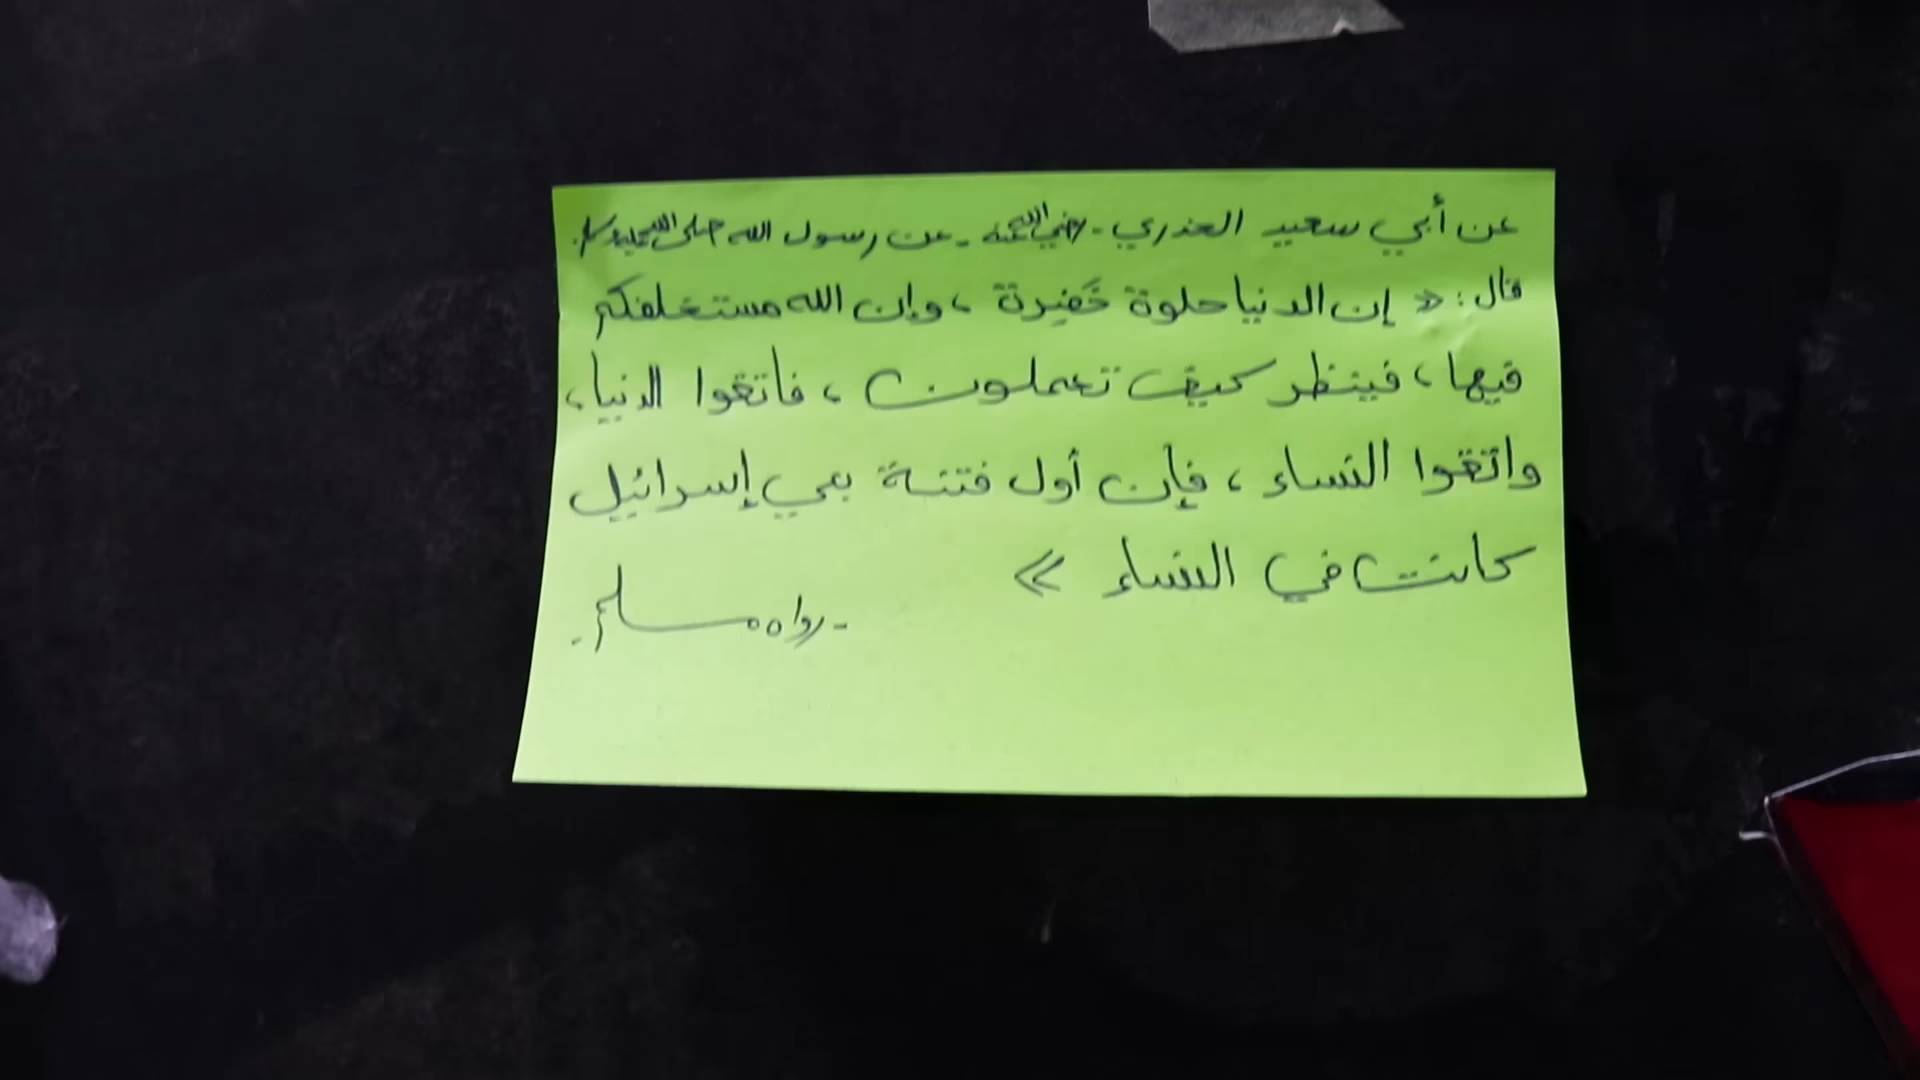 عن أبي سعيد الخدري - رضي الله عنه - عن رسول الله صلى الله عليه وسلم.
قال: « إن الدنيا حلوة خَضِرة ، وإن الله مستخلفكم
فيها ، فينظر كيف تعملون ، فاتقوا الدنيا ،
واتقوا النساء ، فإن أول فتنة بني إسرائيل
كانت في النساء »
- رواه مسلم.